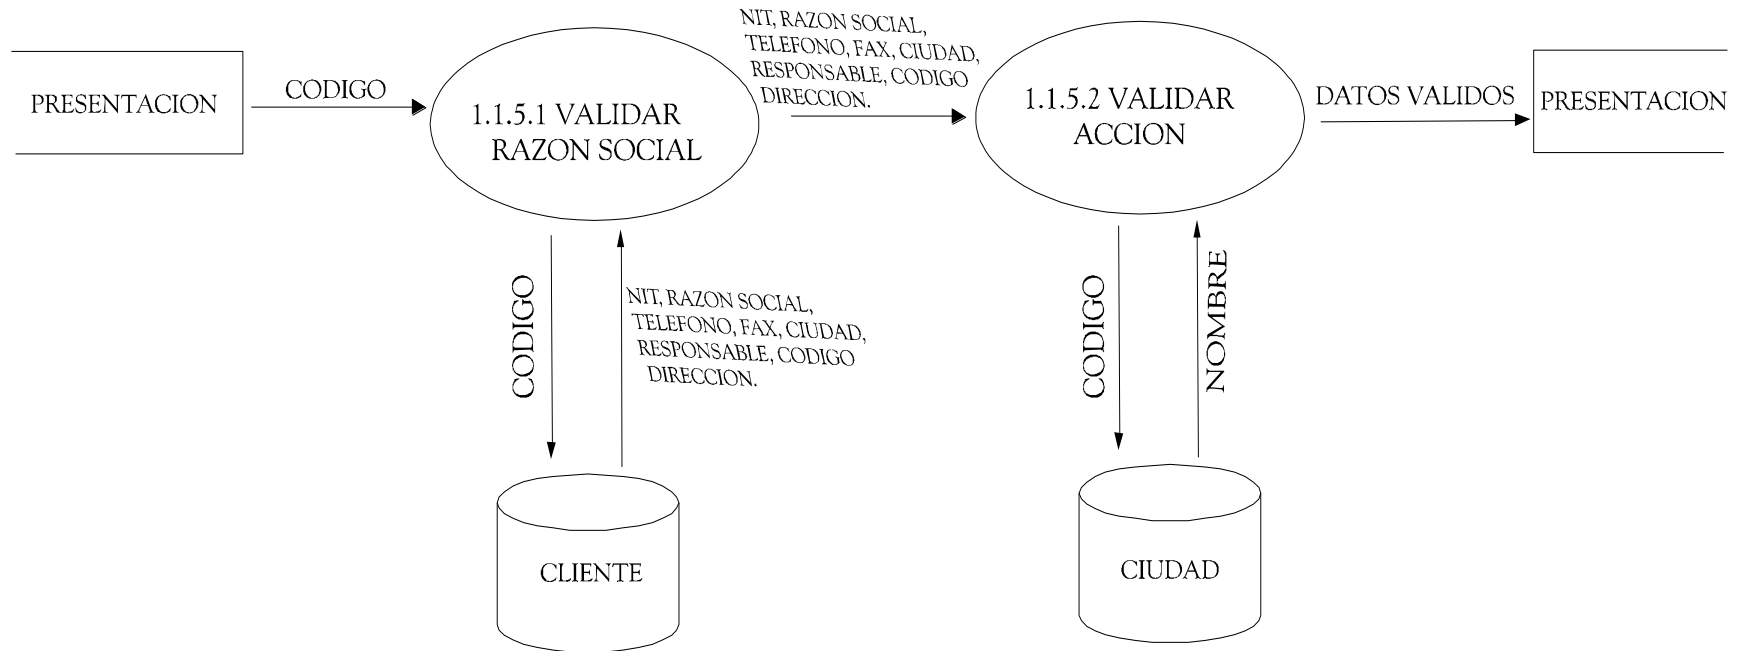 PRESENTACION
CODIGO
1.1.5.1 VALIDAR
RAZON SOCIAL
NIT, RAZON SOCIAL,
TELEFONO, FAX, CIUDAD,
RESPONSABLE, CODIGO
DIRECCION.
1.1.5.2 VALIDAR
ACCION
DATOS VALIDOS
PRESENTACION
CODIGO
NIT, RAZON SOCIAL,
TELEFONO, FAX, CIUDAD,
RESPONSABLE, CODIGO
DIRECCION.
CODIGO
NOMBRE
CLIENTE
CIUDAD